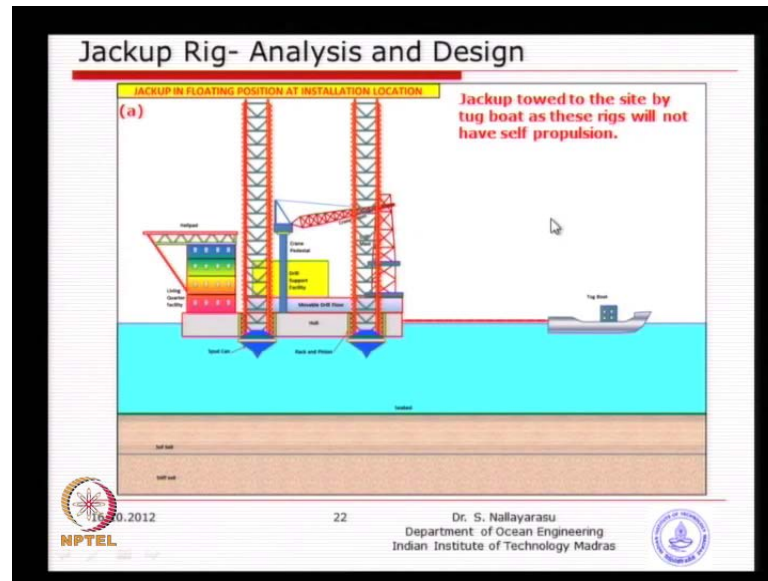 Jackup Rig- Analysis and Design
JACKUP IN FLOATING POSITION AT INSTALLATION LOCATION
(a)
Jackup towed to the site by
tug boat as these rigs will not
have self propulsion.
Helipad
Crane
Pedestal
Drill
Support
Facility
Living
Quarter
Facility
Movable Drill Floor
Hull
Tug Boat
Spud Can
Rack and Pinion
Seabed
Stiff Soil
16.10.2012
22
Dr. S. Nallayarasu
Department of Ocean Engineering
Indian Institute of Technology Madras
NPTEL